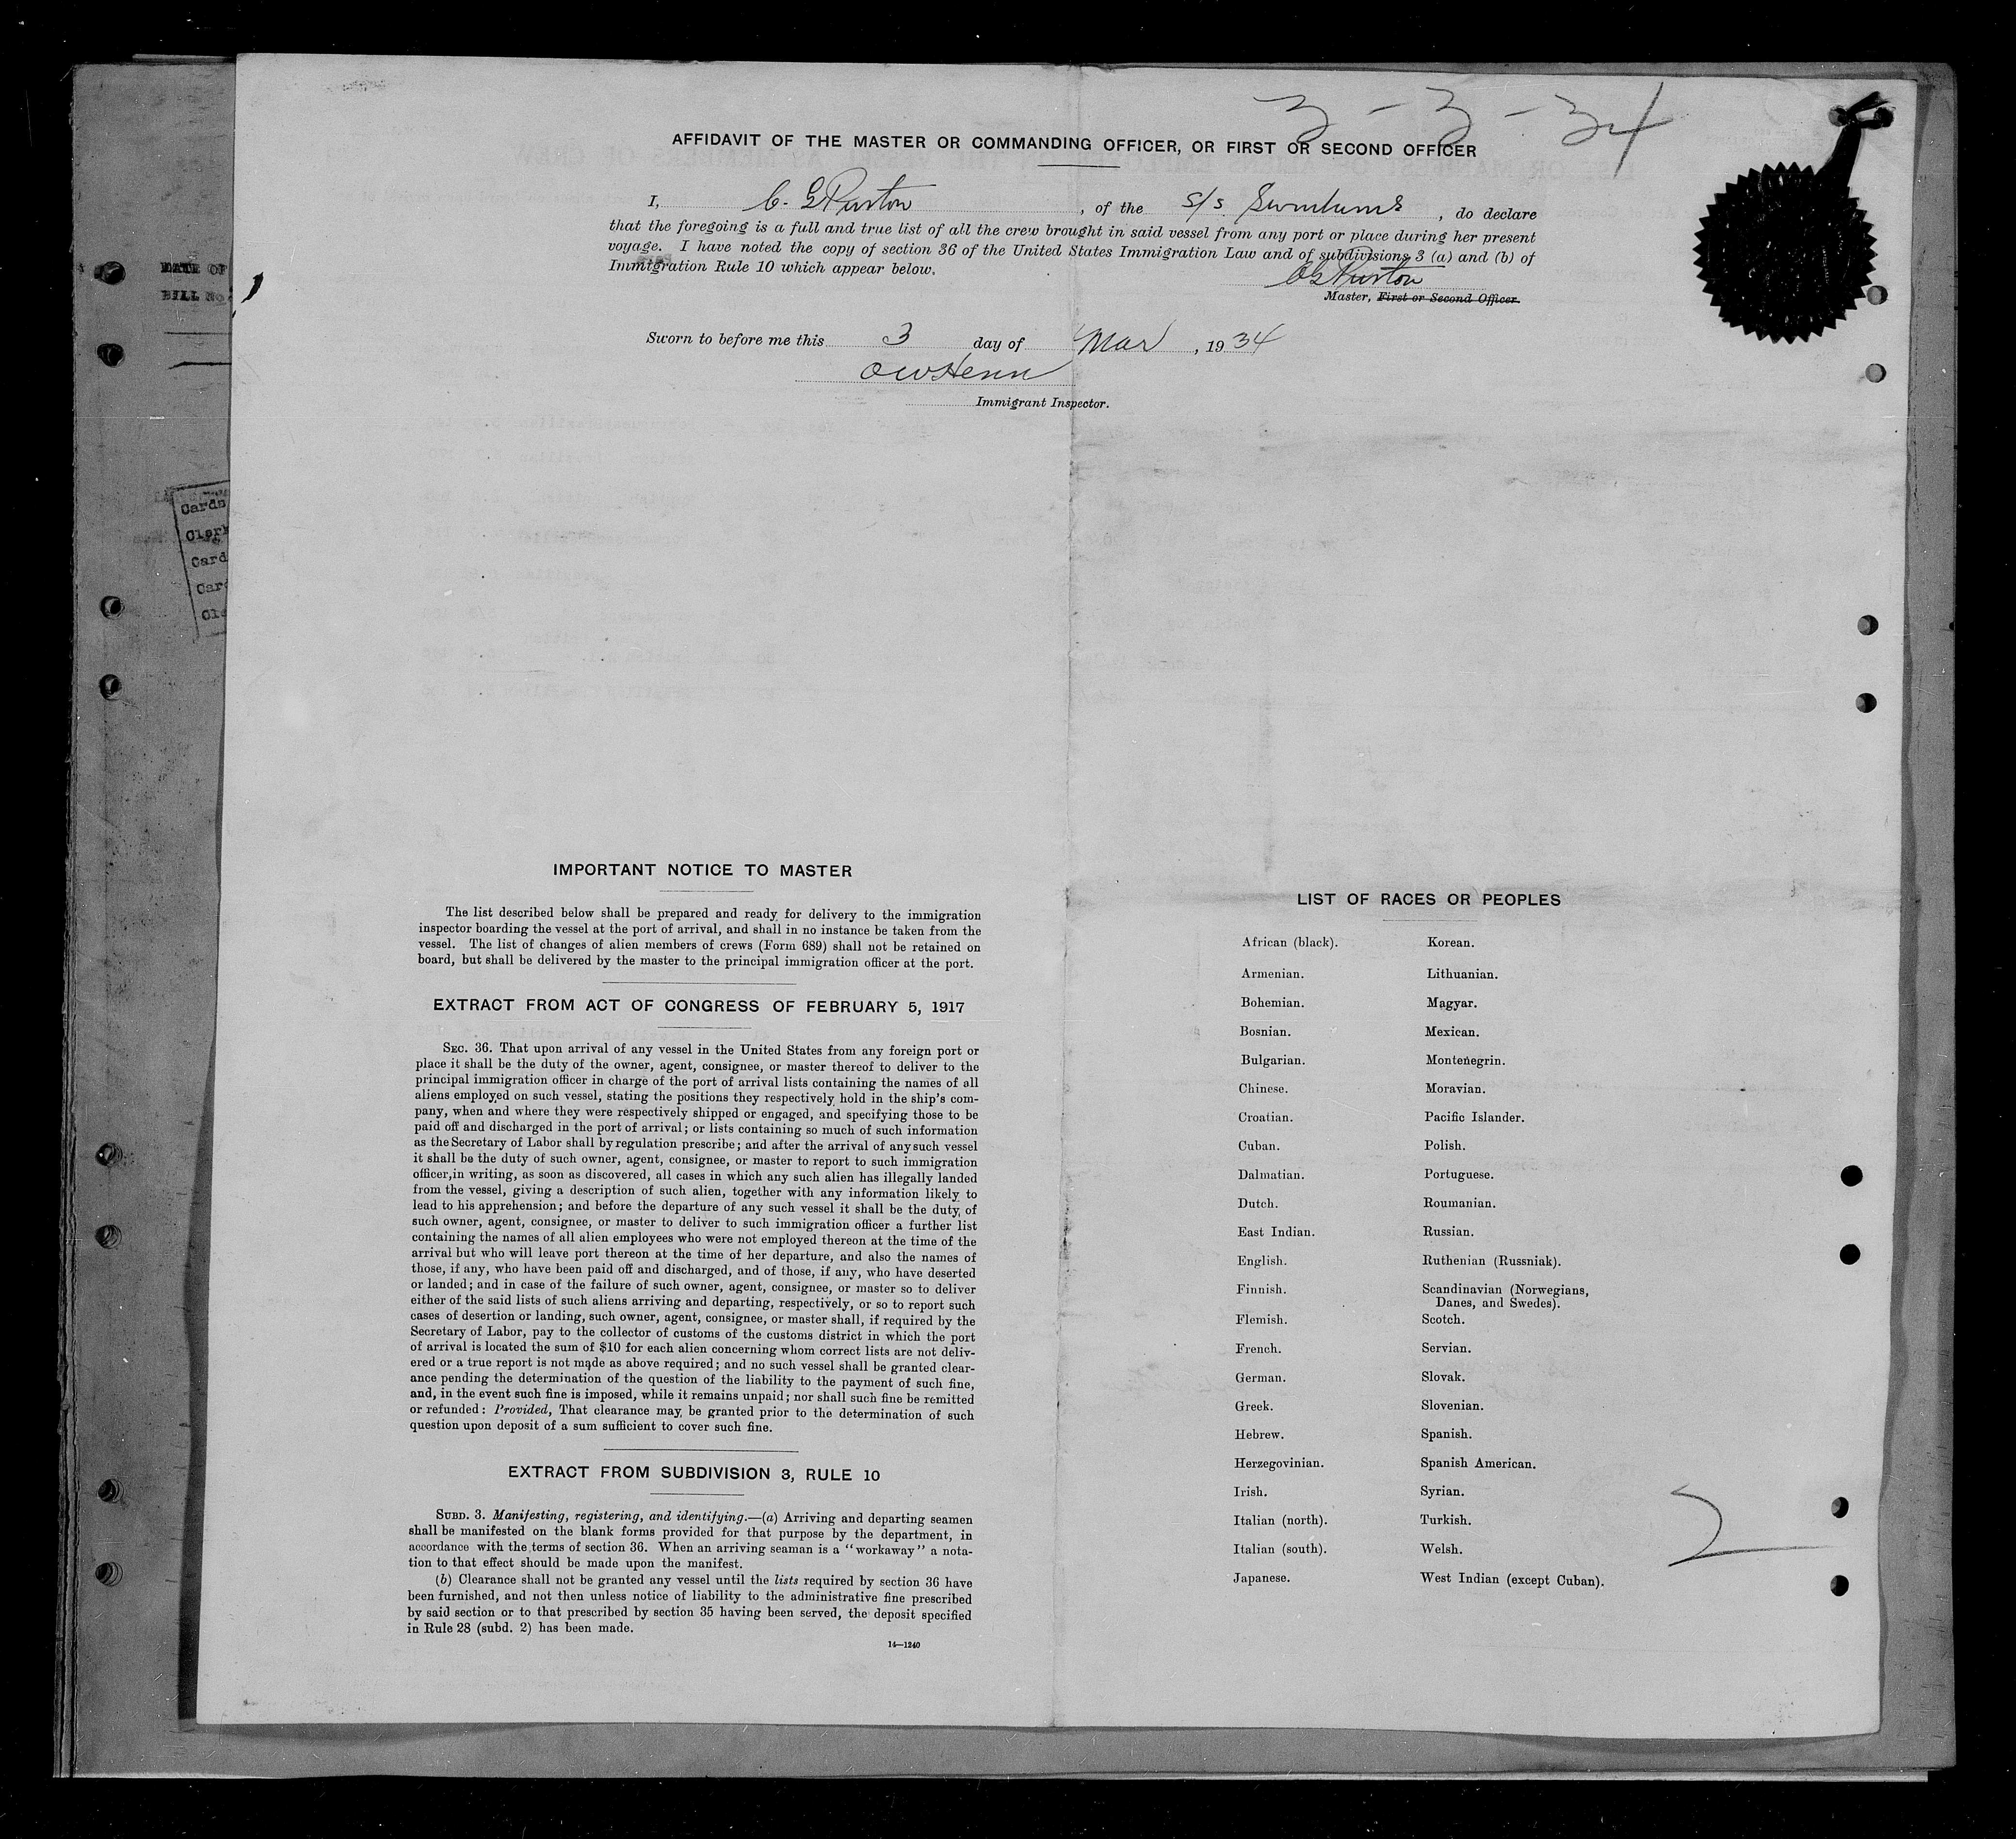 3-3-34
AFFIDAVIT OF THE MASTER OR COMMANDING OFFICER, OR FIRST OR SECOND OFFICER
I, C. G. Purton, of the S/s. , do declare
that the foregoing is a full and true list of all the crew brought in said vessel from any port or place during her present
voyage. I have noted the copy of section 36 of the United States Immigration Law and of subdivisions 3 (a) and (b) of
Immigration Rule 10 which appear below.
C G Purton
Master, First or Second Officer.
Sworn to before me this 3 day of Mar, 1934
O W Henn
Immigrant Inspector.
DATE OF
BILL No.
Cards
Clerk
Card
Card
Cle
IMPORTANT NOTICE TO MASTER
The list described below shall be prepared and ready for delivery to the immigration
inspector boarding the vessel at the port of arrival, and shall in no instance be taken from the
vessel. The list of changes of alien members of crews (Form 689) shall not be retained on
board, but shall be delivered by the master to the principal immigration officer at the port.
EXTRACT FROM ACT OF CONGRESS OF FEBRUARY 5, 1917
SEC. 36. That upon arrival of any vessel in the United States from any foreign port or
place it shall be the duty of the owner, agent, consignee, or master thereof to deliver to the
principal immigration officer in charge of the port of arrival lists containing the names of all
aliens employed on such vessel, stating the positions they respectively hold in the ship's com-
pany, when and where they were respectively shipped or engaged, and specifying those to be
paid off and discharged in the port of arrival; or lists containing so much of such information
as the Secretary of Labor shall by regulation prescribe; and after the arrival of any such vessel
it shall be the duty of such owner, agent, consignee, or master to report to such immigration
officer, in writing, as soon as discovered, all cases in which any such alien has illegally landed
from the vessel, giving a description of such alien, together with any information likely to
lead to his apprehension; and before the departure of any such vessel it shall be the duty of
such owner, agent, consignee, or master to deliver to such immigration officer a further list
containing the names of all alien employees who were not employed thereon at the time of the
arrival but who will leave port thereon at the time of her departure, and also the names of
those, if any, who have been paid off and discharged, and of those, if any, who have deserted
or landed; and in case of the failure of such owner, agent, consignee, or master so to deliver
either of the said lists of such aliens arriving and departing, respectively, or so to report such
cases of desertion or landing, such owner, agent, consignee, or master shall, if required by the
Secretary of Labor, pay to the collector of customs of the customs district in which the port
of arrival is located the sum of $10 for each alien concerning whom correct lists are not deliv-
ered or a true report is not made as above required; and no such vessel shall be granted clear-
ance pending the determination of the question of the liability to the payment of such fine,
and, in the event such fine is imposed, while it remains unpaid; nor shall such fine be remitted
or refunded: Provided, That clearance may be granted prior to the determination of such
question upon deposit of a sum sufficient to cover such fine.
EXTRACT FROM SUBDIVISION 3, RULE 10
SUBD. 3. Manifesting, registering, and identifying.—(a) Arriving and departing seamen
shall be manifested on the blank forms provided for that purpose by the department, in
accordance with the terms of section 36. When an arriving seaman is a "workaway" a nota-
tion to that effect should be made upon the manifest.
(b) Clearance shall not be granted any vessel until the lists required by section 36 have
been furnished, and not then unless notice of liability to the administrative fine prescribed
by said section or to that prescribed by section 35 having been served, the deposit specified
in Rule 28 (subd. 2) has been made.
14—1240
LIST OF RACES OR PEOPLES
African (black). Korean.
Armenian. Lithuanian.
Bohemian. Magyar.
Bosnian. Mexican.
Bulgarian. Montenegrin.
Chinese. Moravian.
Croatian. Pacific Islander.
Cuban. Polish.
Dalmatian. Portuguese.
Dutch. Roumanian.
East Indian. Russian.
English. Ruthenian (Russniak).
Finnish. Scandinavian (Norwegians,
Danes, and Swedes).
Flemish. Scotch.
French. Servian.
German. Slovak.
Greek. Slovenian.
Hebrew. Spanish.
Herzegovinian. Spanish American.
Irish. Syrian.
Italian (north). Turkish.
Italian (south). Welsh.
Japanese. West Indian (except Cuban).
2